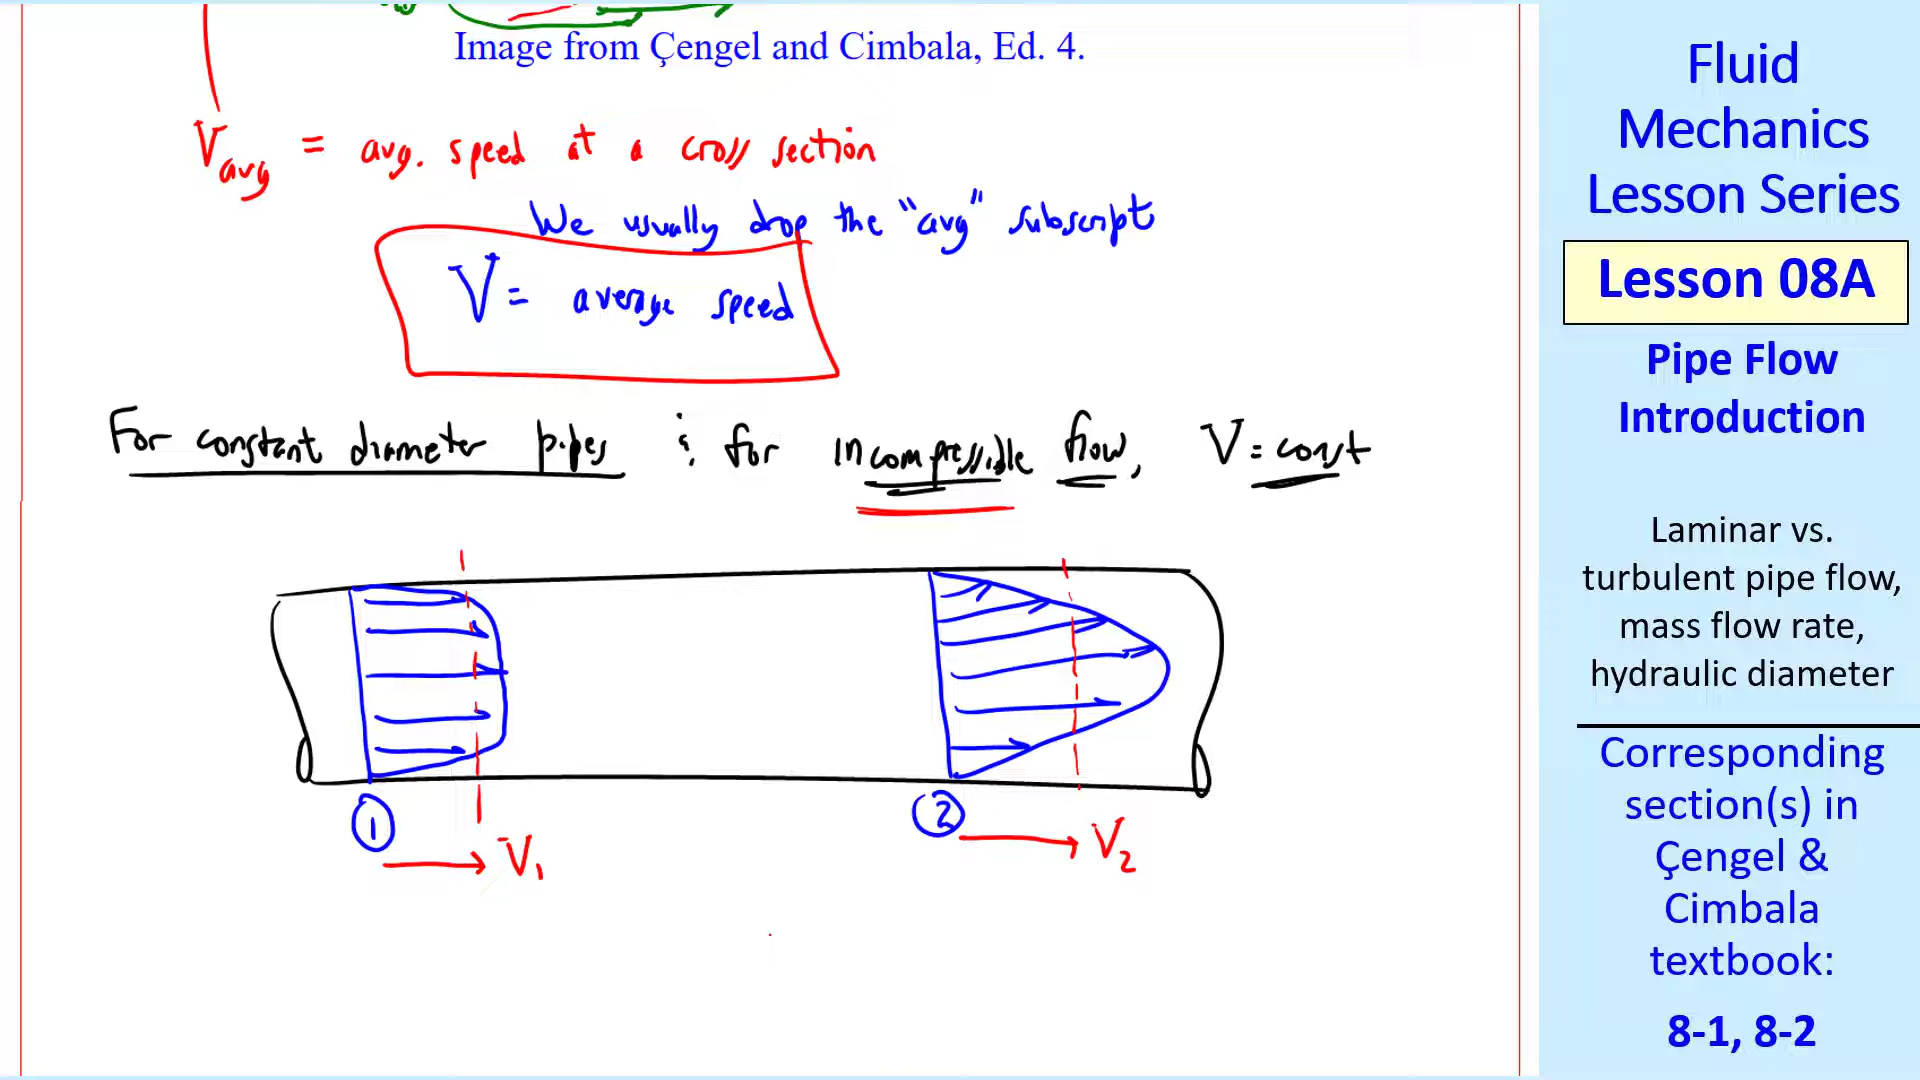 Image from Çengel and Cimbala, Ed. 4.
Vavg = avg. speed at a cross section
We usually drop the "avg" subscript
V = average speed
For constant diameter pipes & for incompressible flow, V = const
1
2
V1
V2
Fluid
Mechanics
Lesson Series
Lesson 08A
Pipe Flow
Introduction
Laminar vs.
turbulent pipe flow,
mass flow rate,
hydraulic diameter
Corresponding
section(s) in
Çengel &
Cimbala
textbook:
8-1, 8-2